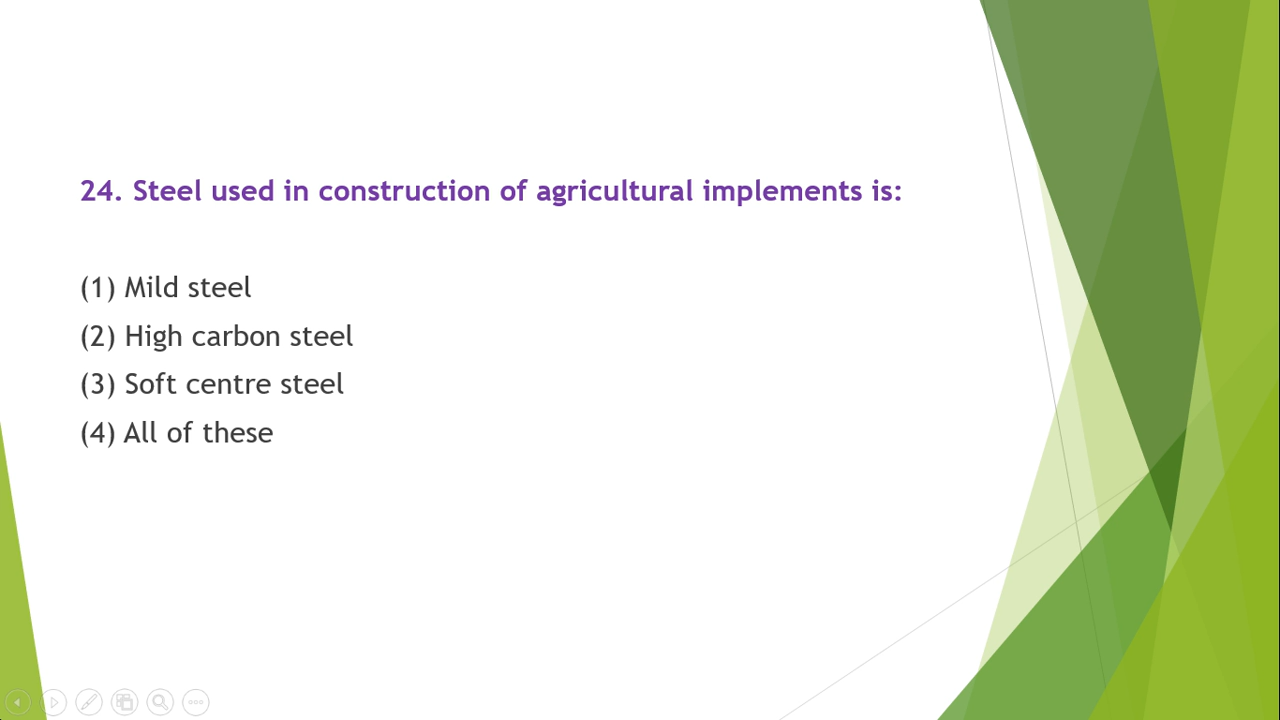 24. Steel used in construction of agricultural implements is:
(1) Mild steel
(2) High carbon steel
(3) Soft centre steel
(4) All of these